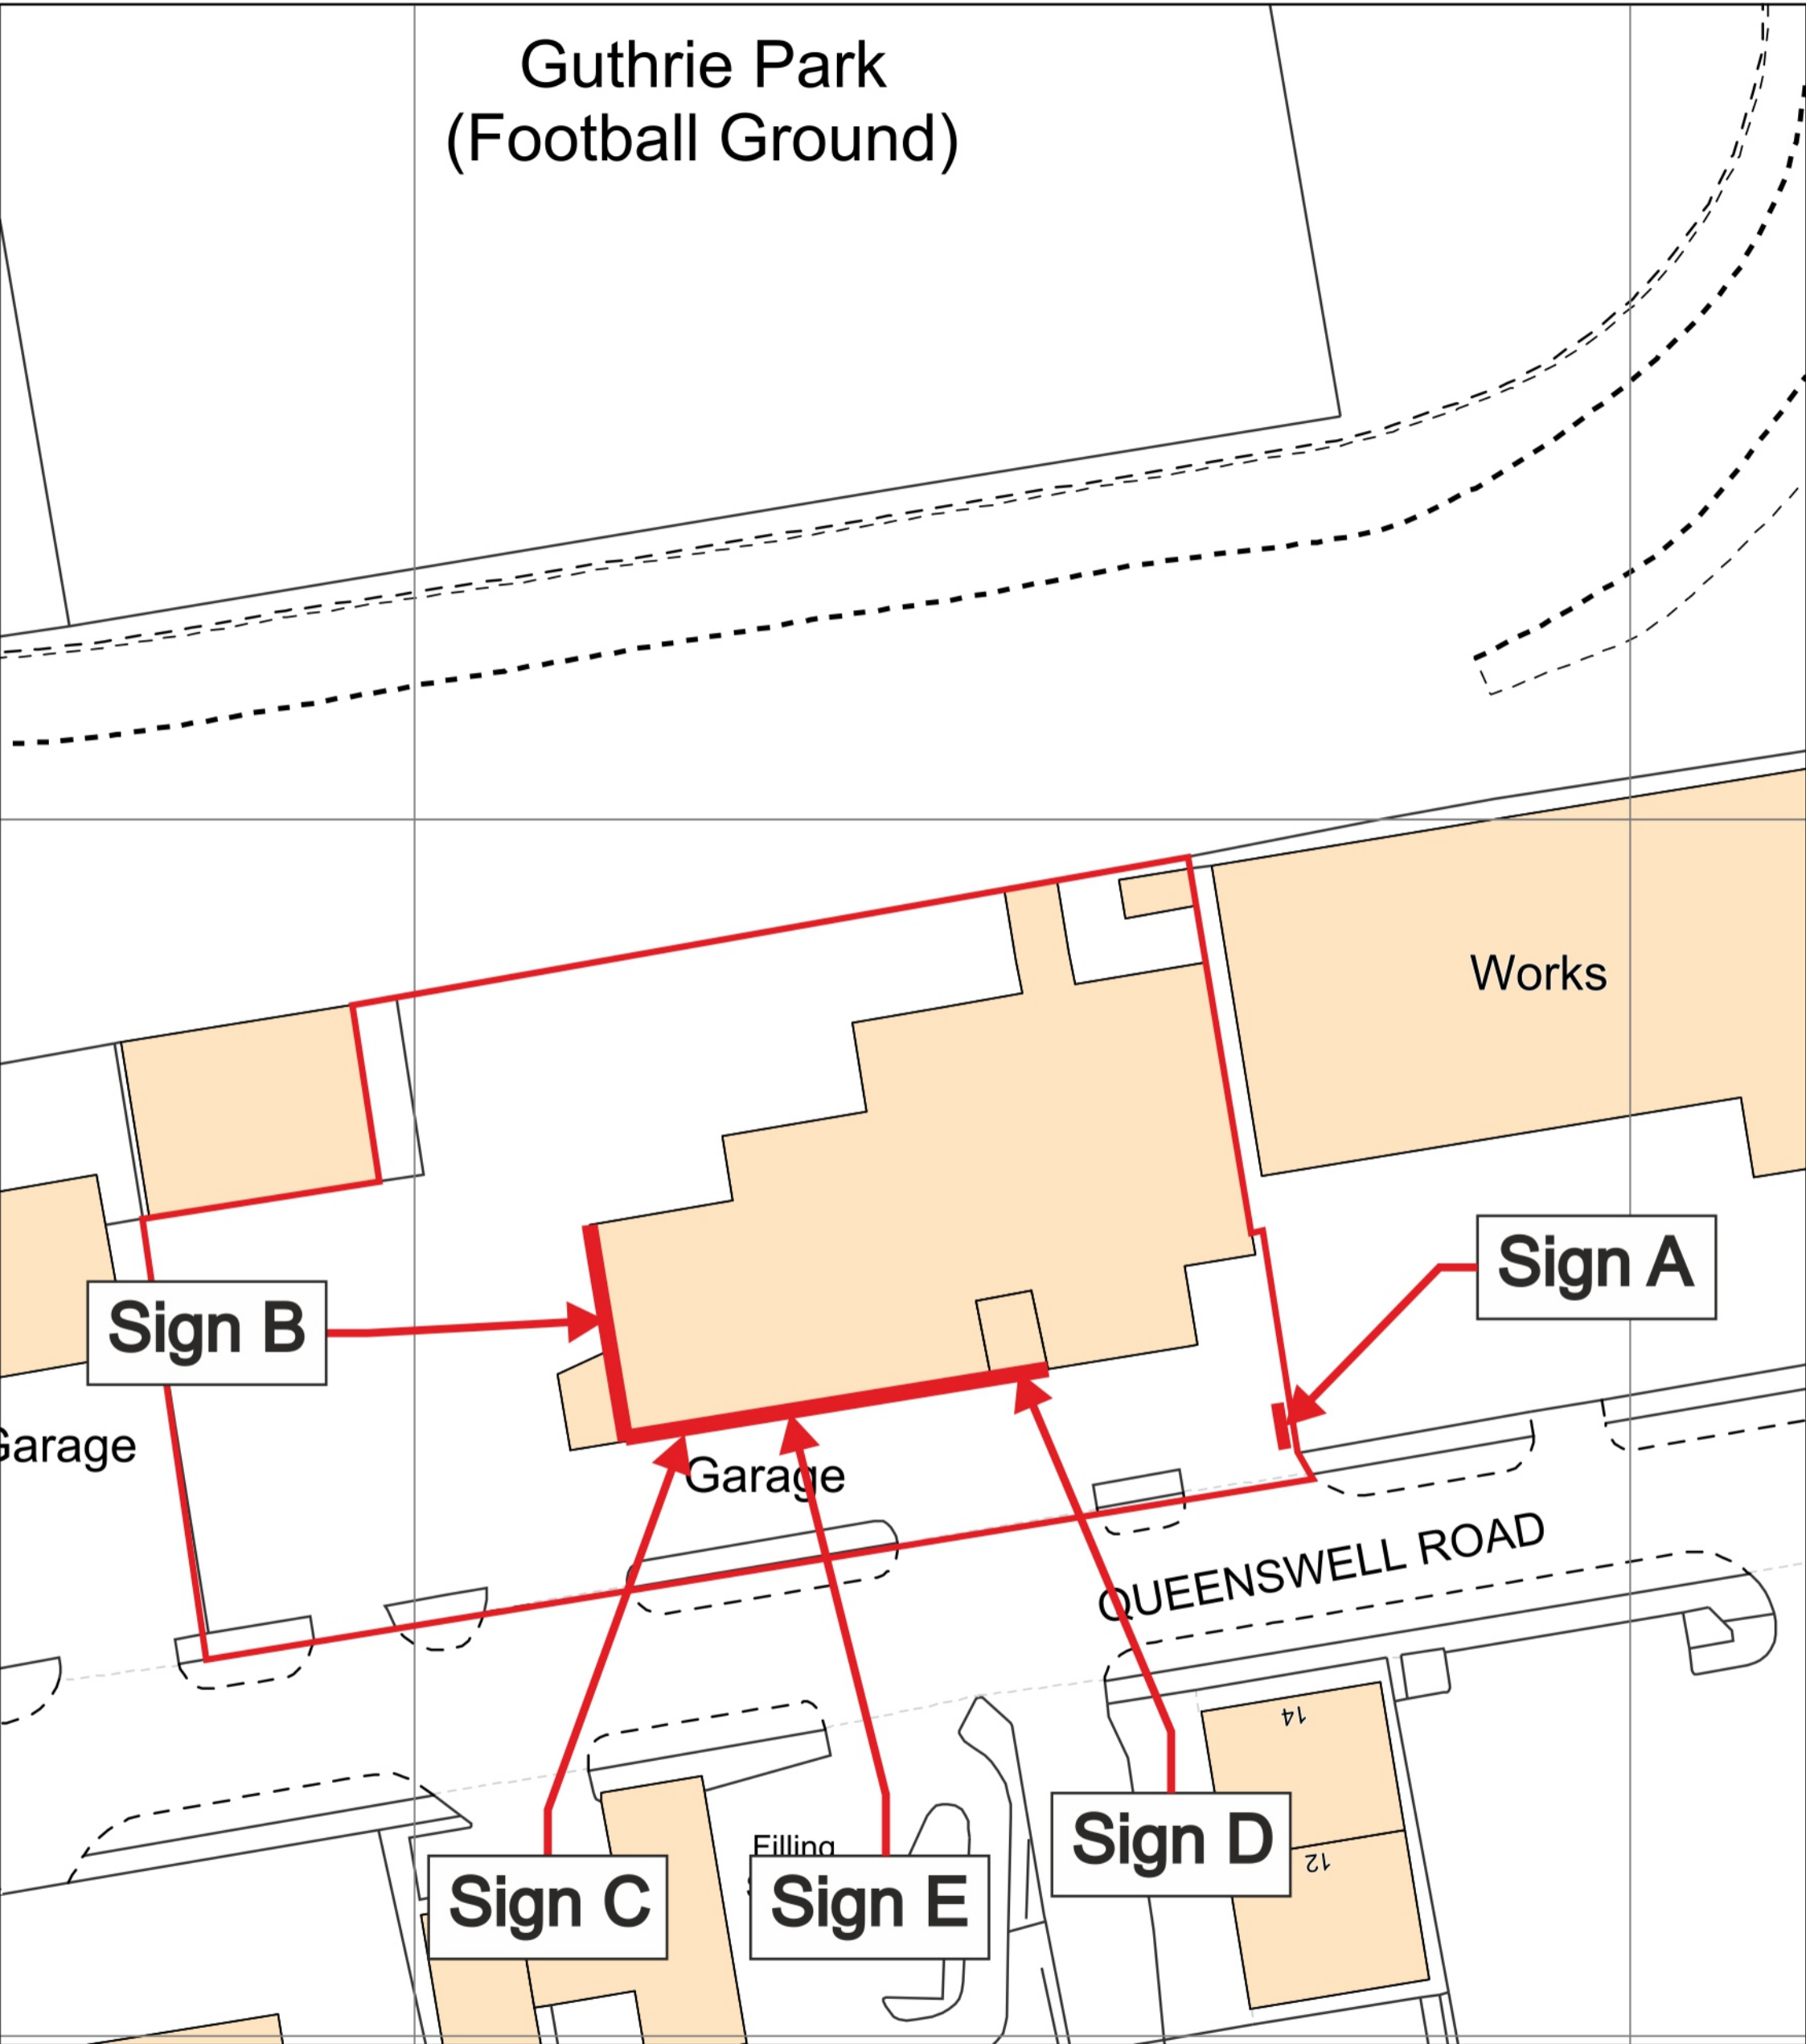 Guthrie Park
(Football Ground)
Works
Sign A
Sign B
Garage
Garage
QUEENSWELL ROAD
14
Sign D
12
Filling
Sign C
Sign E